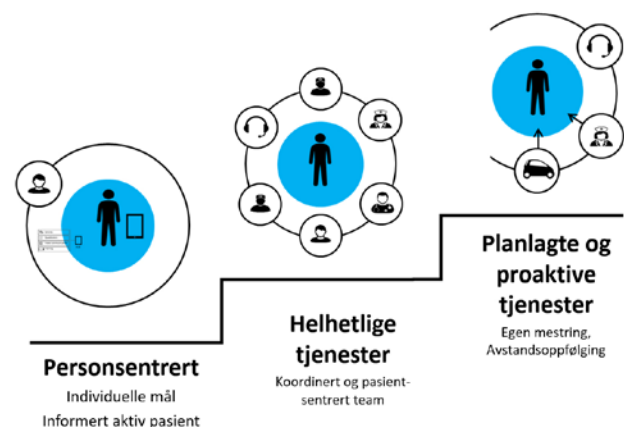 Personsentrert
Individuelle mål
Informert aktiv pasient
Helhetlige
tjenester
Koordinert og pasient-
sentrert team
Planlagte og
proaktive
tjenester
Egen mestring,
Avstandsoppfølging